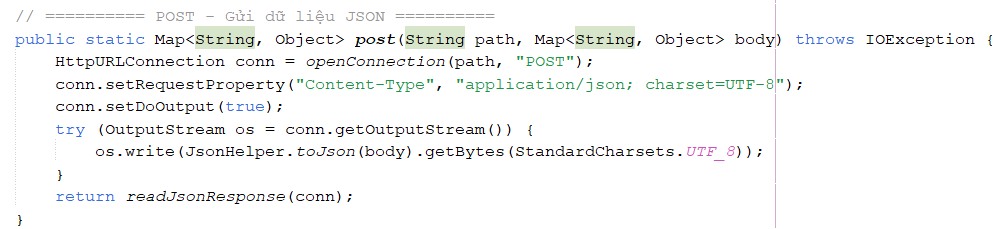 // ========== POST - Gửi dữ liệu JSON ==========
public static Map<String, Object> post(String path, Map<String, Object> body) throws IOException {
    HttpURLConnection conn = openConnection(path, "POST");
    conn.setRequestProperty("Content-Type", "application/json; charset=UTF-8");
    conn.setDoOutput(true);
    try (OutputStream os = conn.getOutputStream()) {
        os.write(JsonHelper.toJson(body).getBytes(StandardCharsets.UTF_8));
    }
    return readJsonResponse(conn);
}